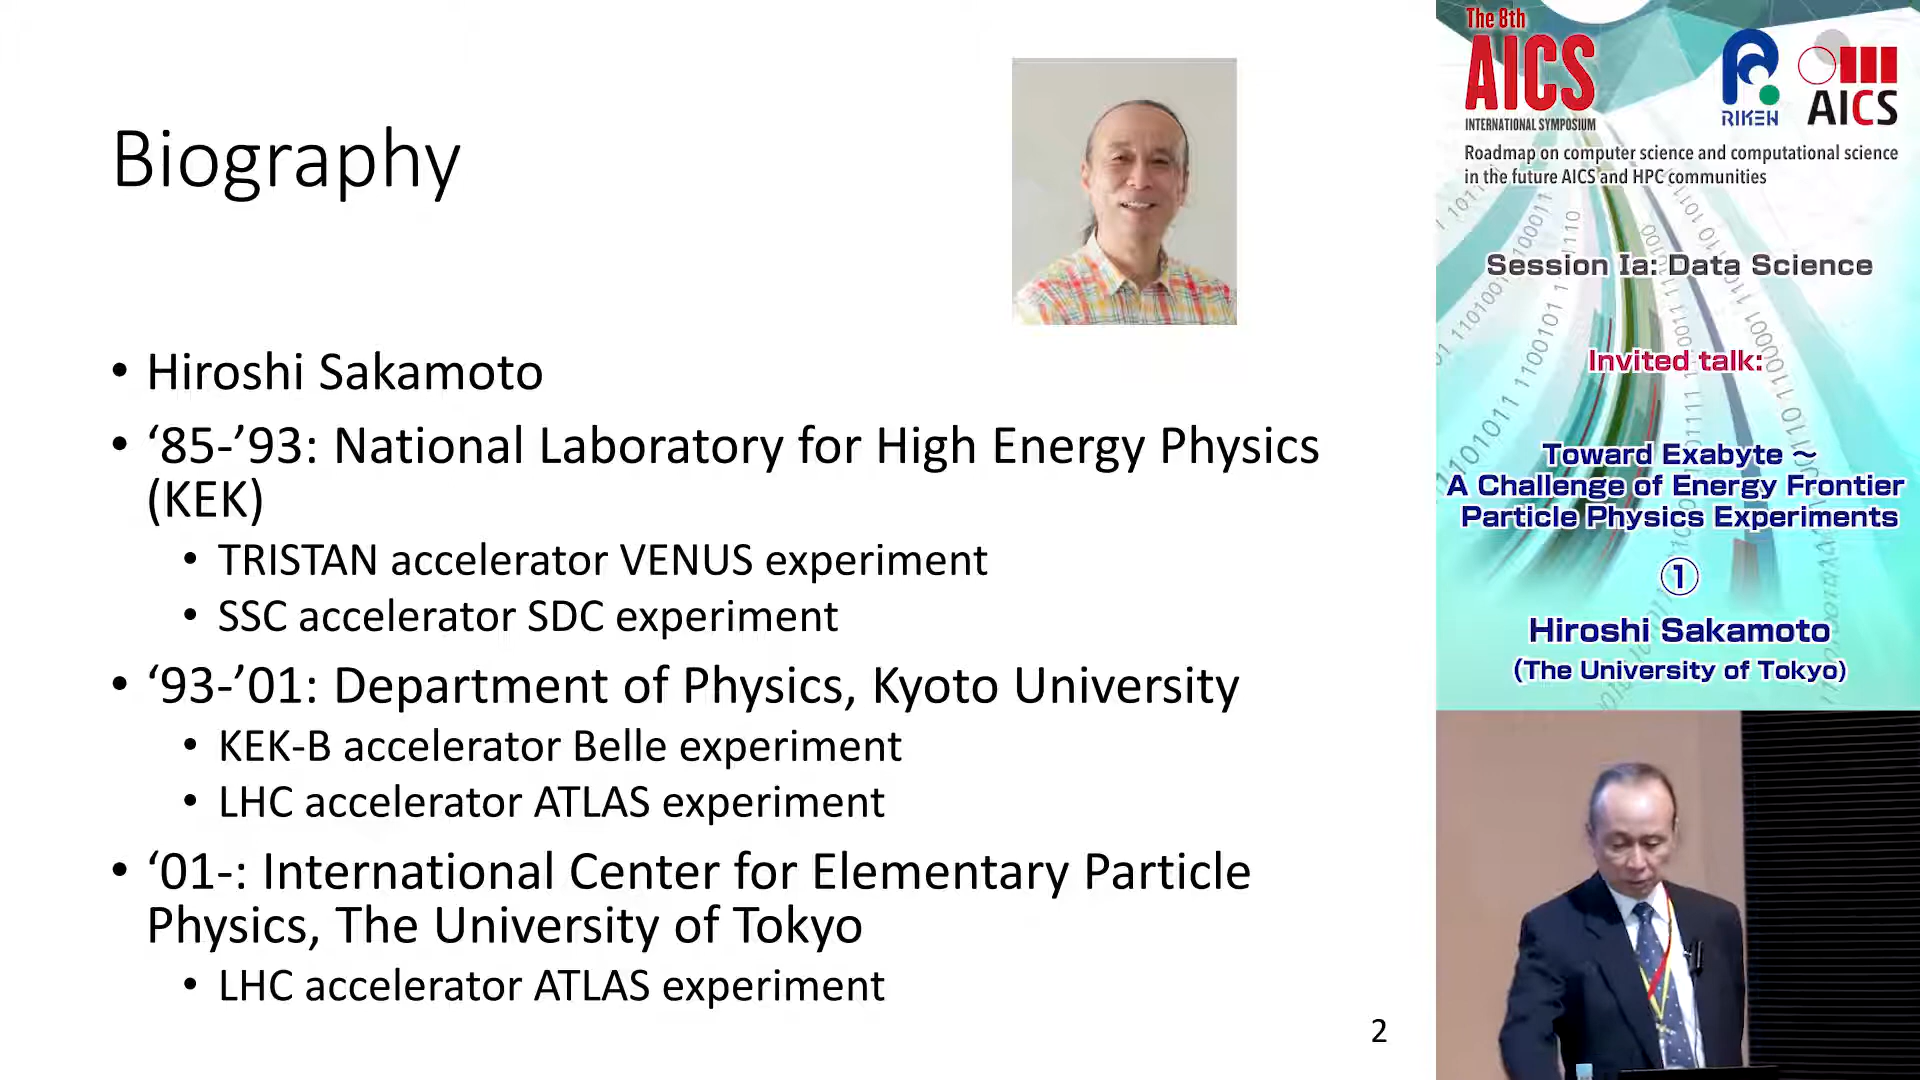 Biography
• Hiroshi Sakamoto
• ‘85-’93: National Laboratory for High Energy Physics
(KEK)
• TRISTAN accelerator VENUS experiment
• SSC accelerator SDC experiment
• ‘93-’01: Department of Physics, Kyoto University
• KEK-B accelerator Belle experiment
• LHC accelerator ATLAS experiment
• ‘01-: International Center for Elementary Particle
Physics, The University of Tokyo
• LHC accelerator ATLAS experiment
2
The 8th
AICS
INTERNATIONAL SYMPOSIUM
RIKEN
AICS
Roadmap on computer science and computational science
in the future AICS and HPC communities
Session Ia: Data Science
Invited talk:
Toward Exabyte ~
A Challenge of Energy Frontier
Particle Physics Experiments
①
Hiroshi Sakamoto
(The University of Tokyo)